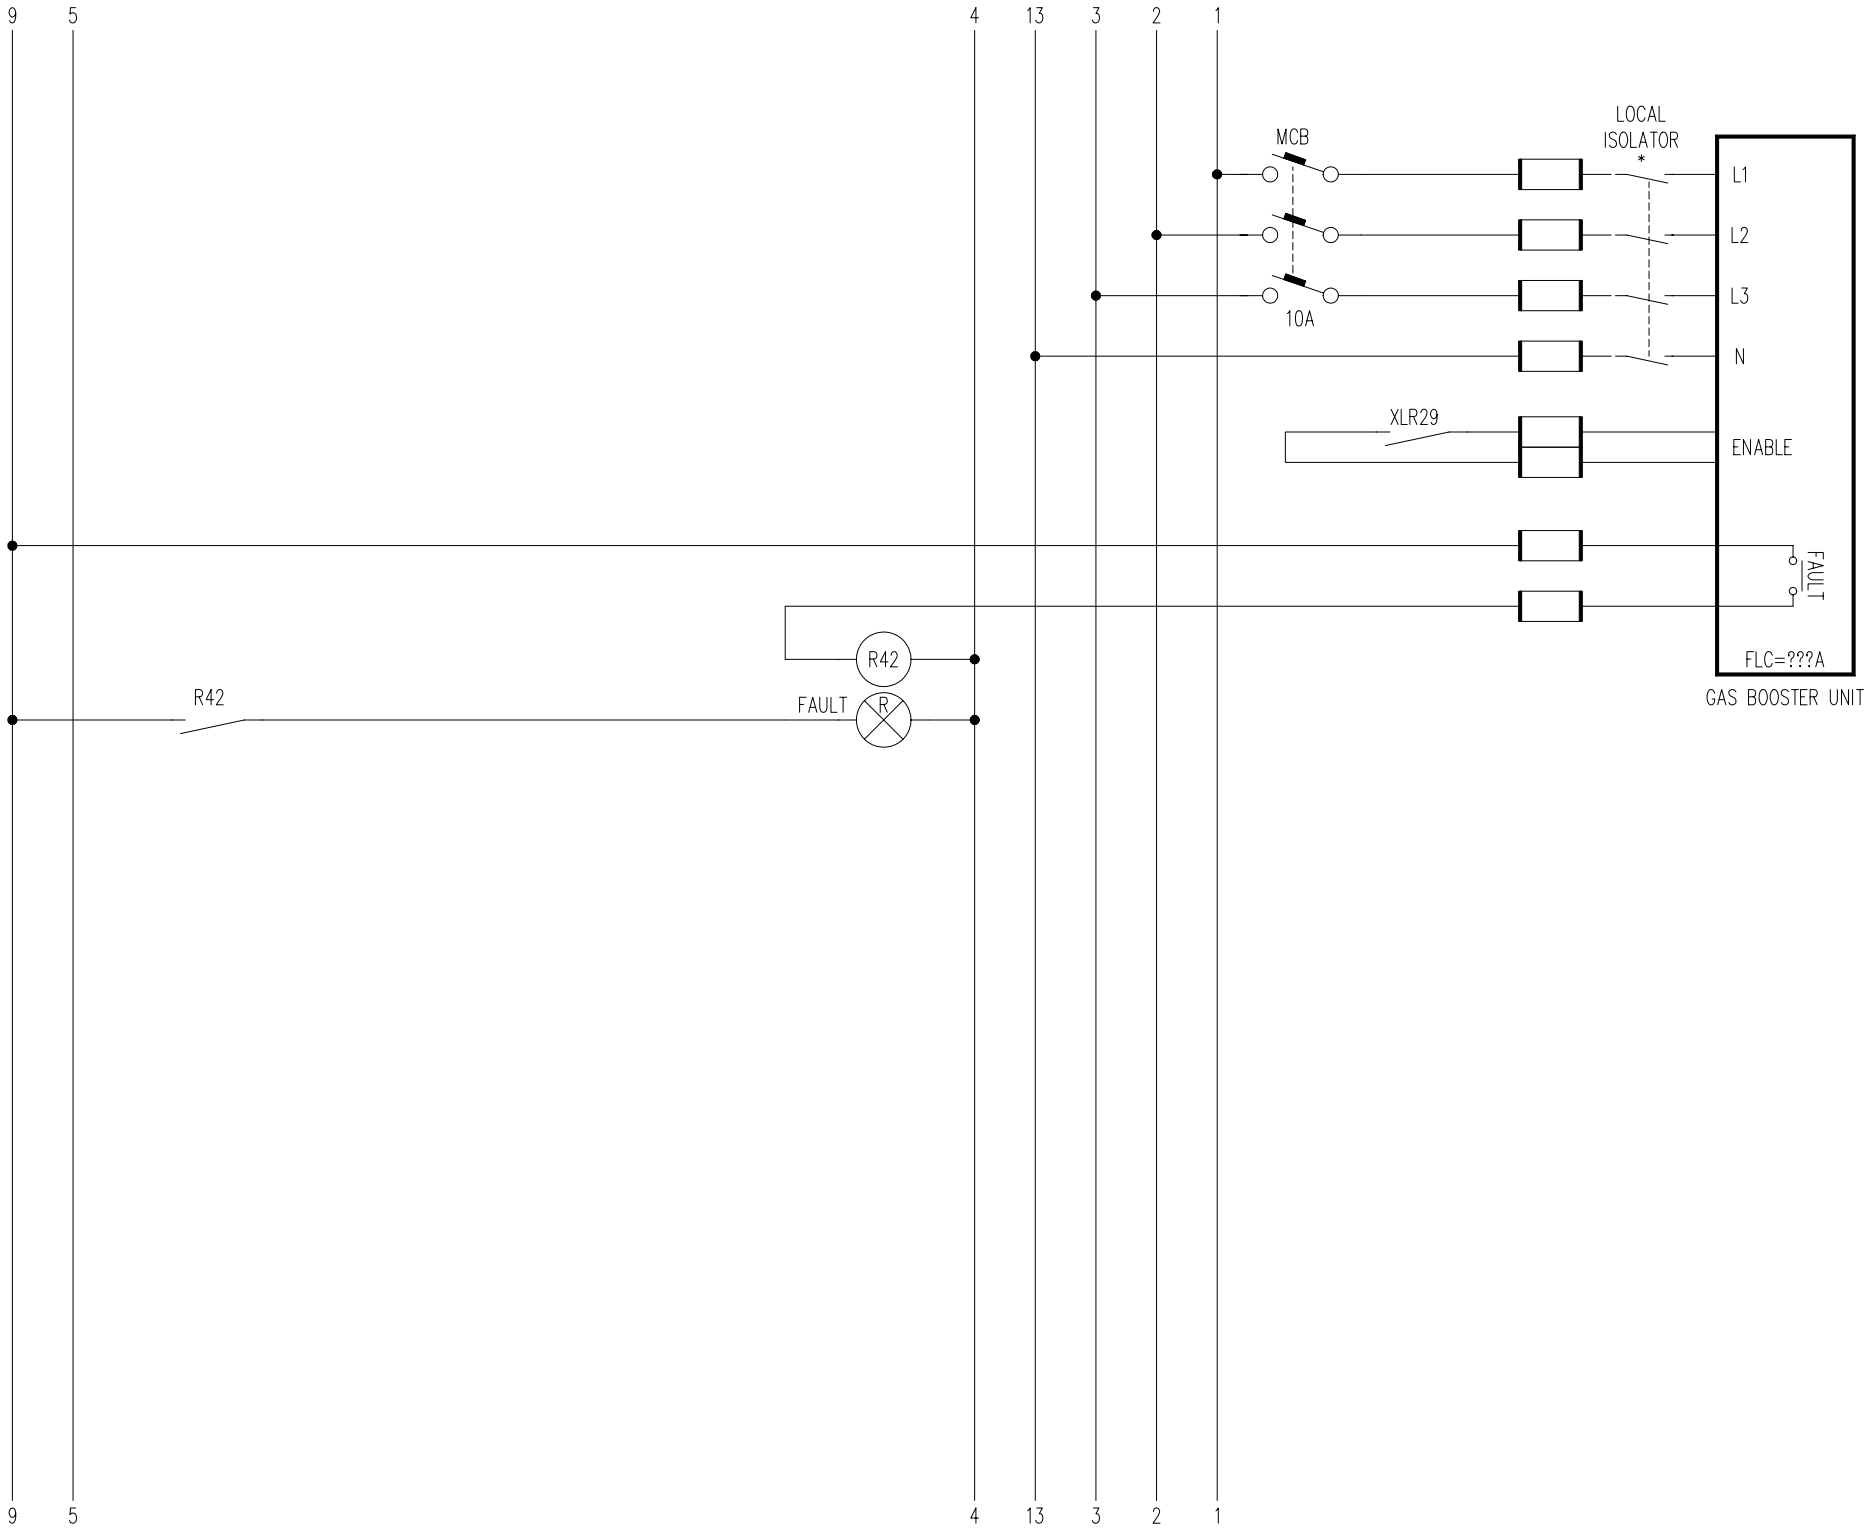 9 5 4 13 3 2 1
LOCAL
ISOLATOR
*
MCB
L1
L2
L3
10A
N
XLR29
ENABLE
FAULT
R42
FLC=???A
GAS BOOSTER UNIT
R42
FAULT
R
9 5 4 13 3 2 1